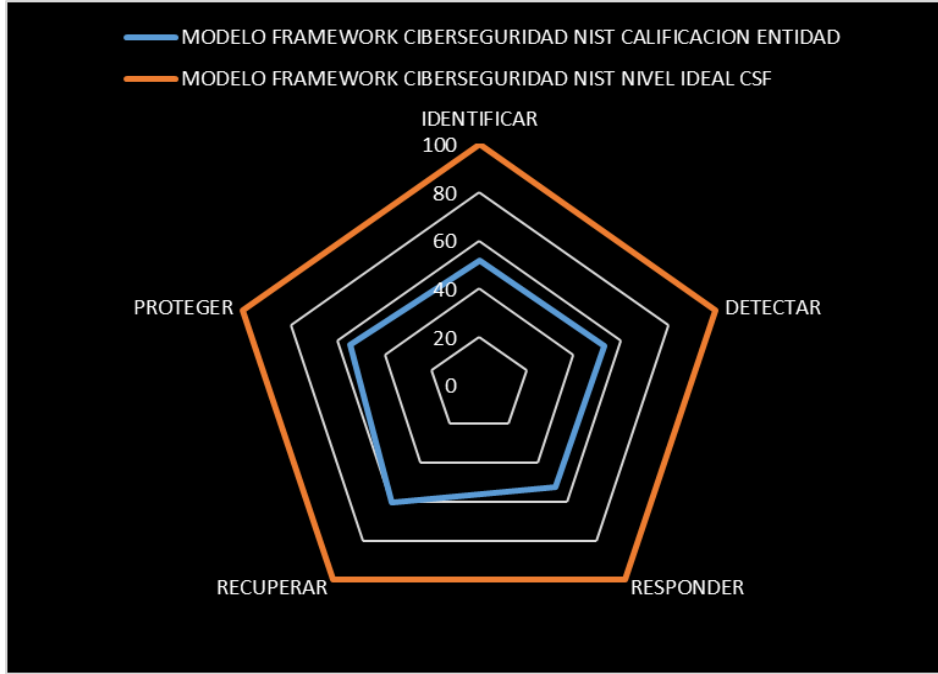 MODELO FRAMEWORK CIBERSEGURIDAD NIST CALIFICACION ENTIDAD
MODELO FRAMEWORK CIBERSEGURIDAD NIST NIVEL IDEAL CSF
IDENTIFICAR
100
80
60
40
20
0
PROTEGER
DETECTAR
RECUPERAR
RESPONDER